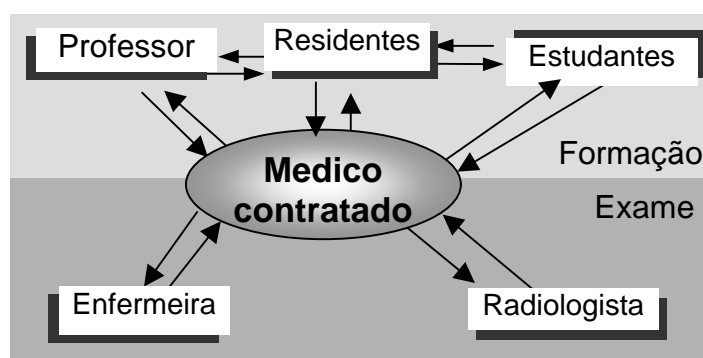 Professor
Residentes
Estudantes
Formação
Medico
contratado
Exame
Enfermeira
Radiologista